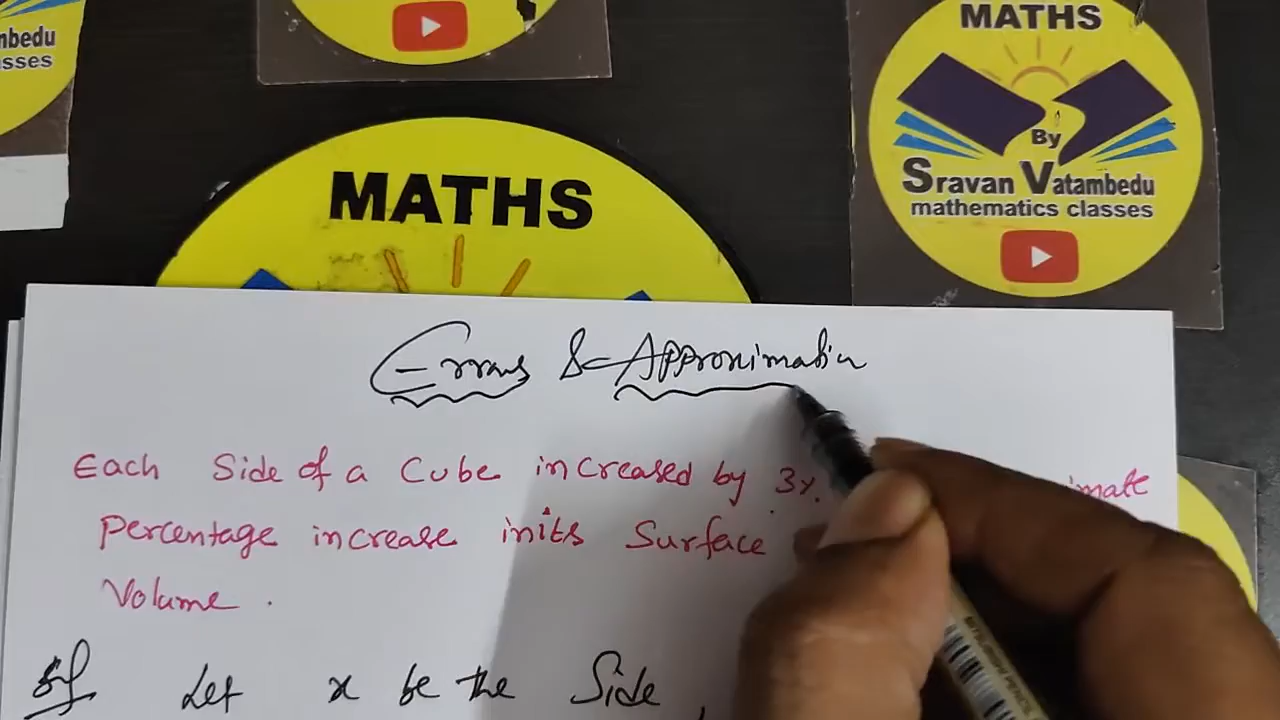 mbedu
sses
MATHS
By
Sravan Vatambedu
mathematics classes
MATHS
Errors & Approximation
Each Side of a Cube increased by 3%.
Percentage increase in its Surface
Volume.
Sol Let x be the Side,